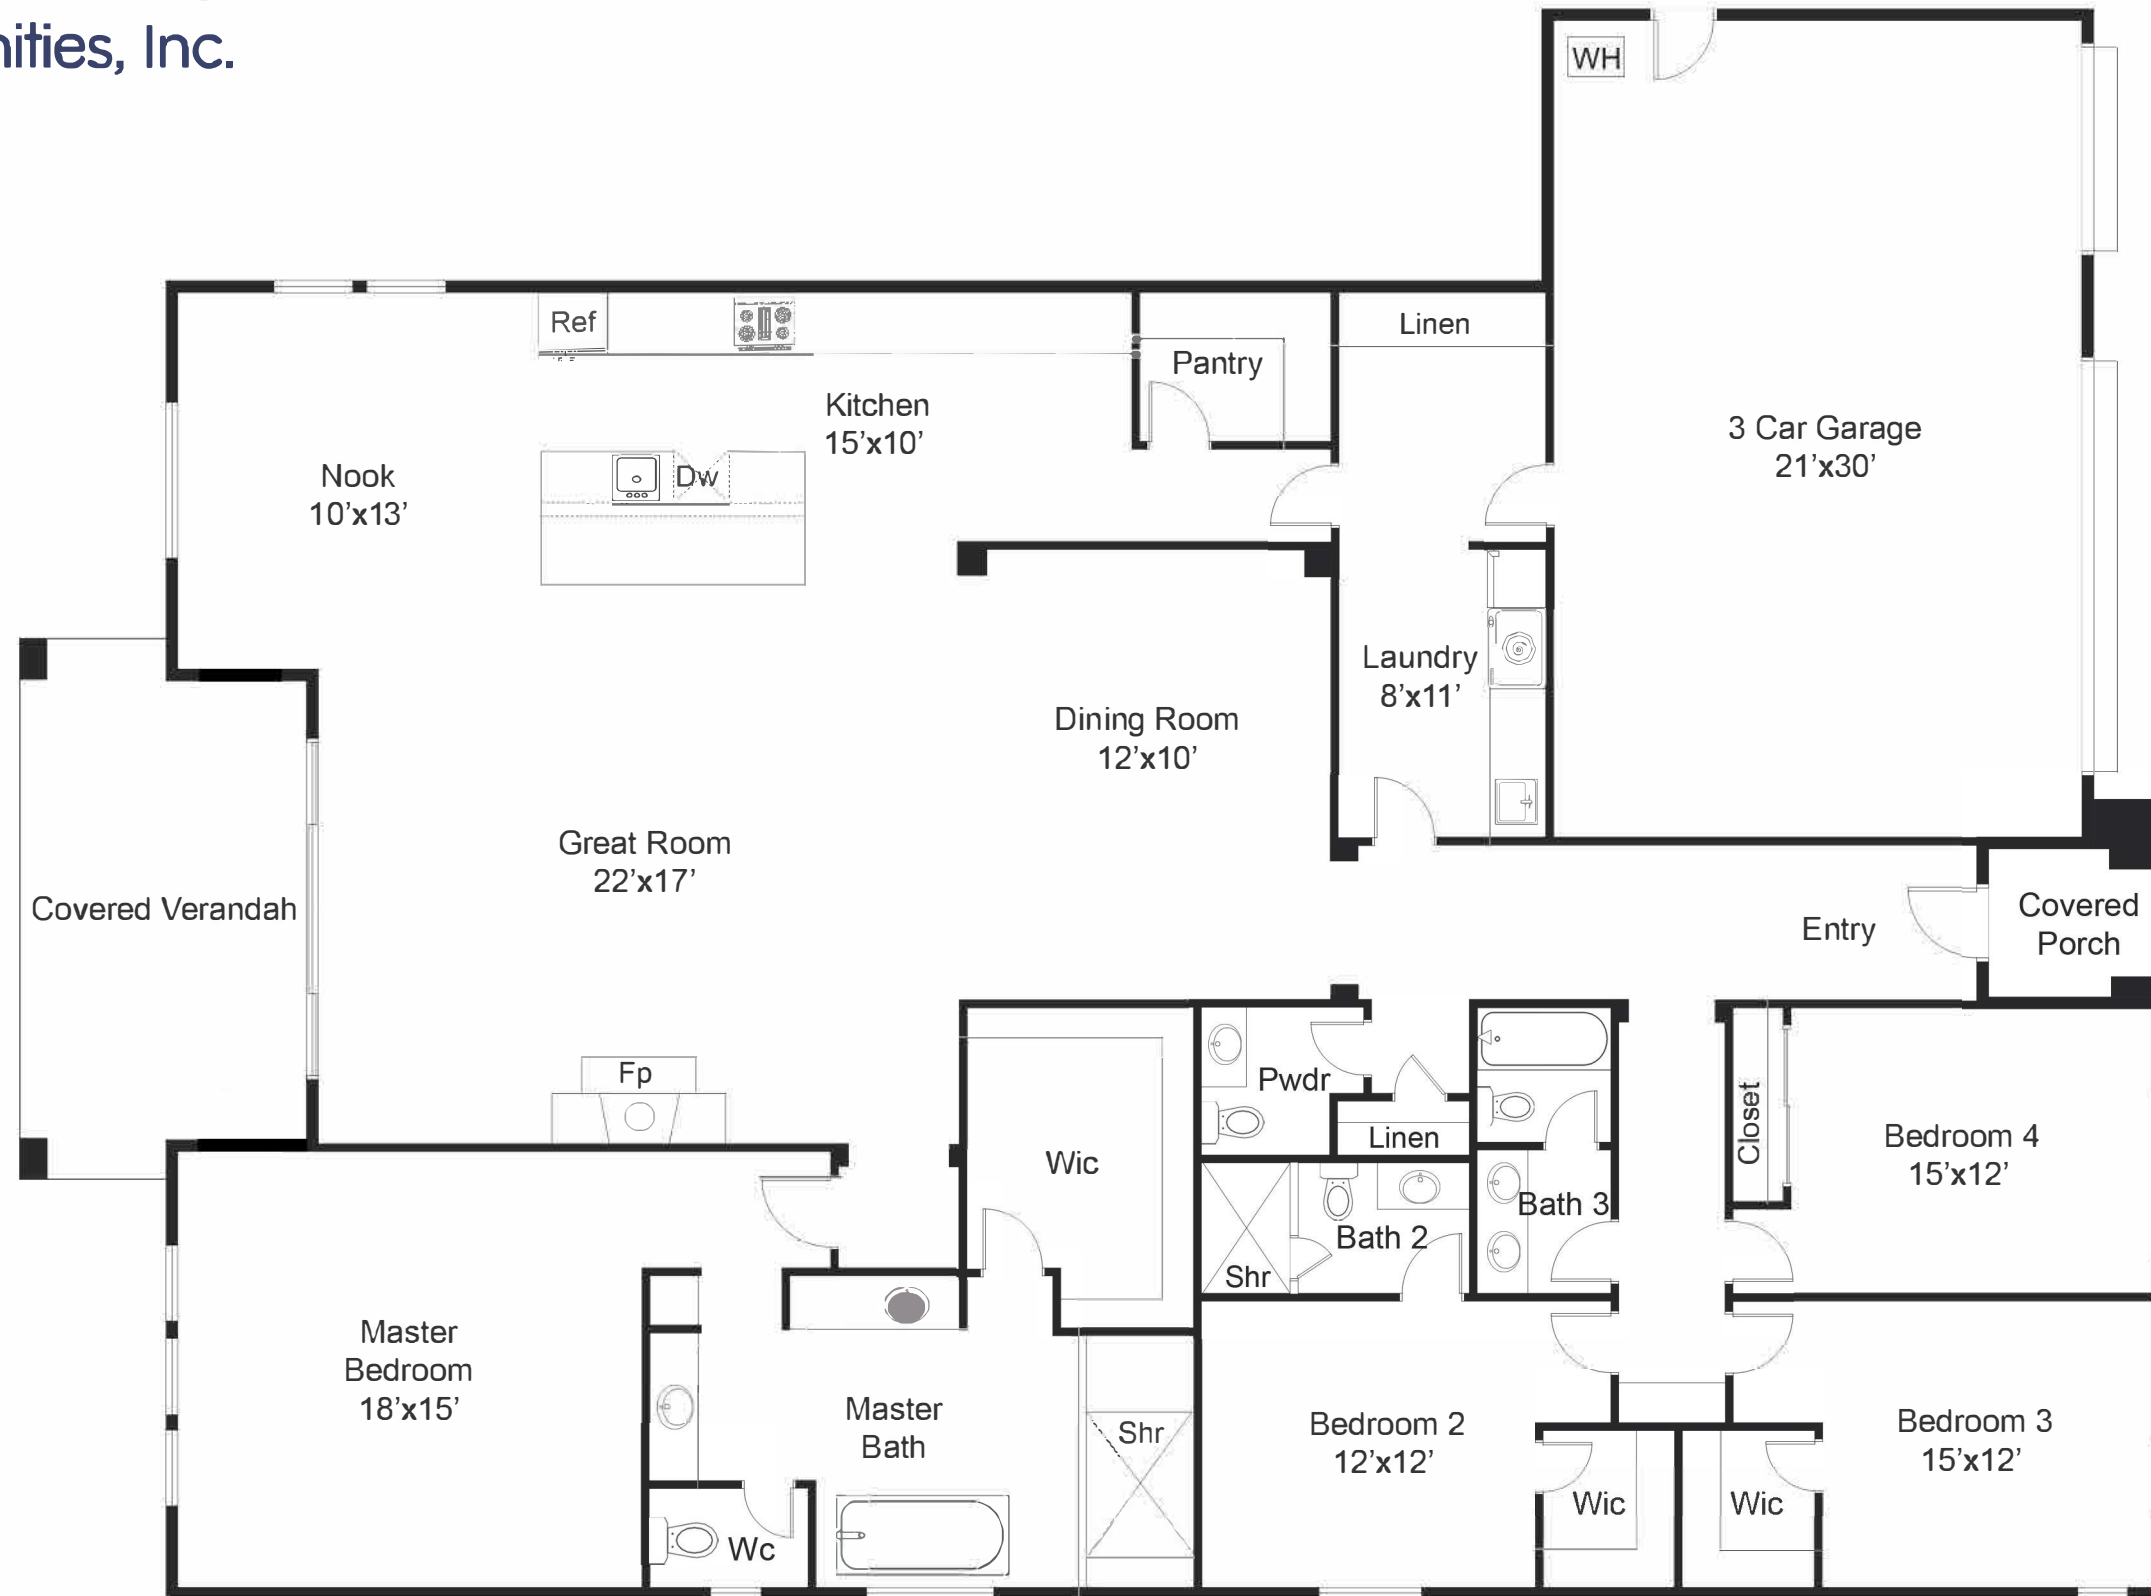 nities, Inc.
WH
Ref
Linen
Pantry
Kitchen
15’x10’
3 Car Garage
21’x30’
Nook
10’x13’
Dw
Laundry
8’x11’
Dining Room
12’x10’
Great Room
22’x17’
Covered Verandah
Entry
Covered
Porch
Fp
Pwdr
Closet
Linen
Bedroom 4
15’x12’
Wic
Bath 3
Bath 2
Shr
Master
Bedroom
18’x15’
Master
Bath
Shr
Bedroom 2
12’x12’
Bedroom 3
15’x12’
Wic
Wic
Wc